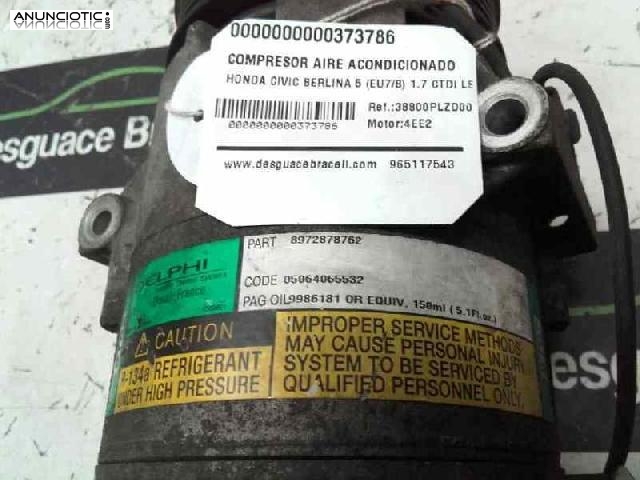 ANUNCIOTIC
0000000000373786
COMPRESOR AIRE ACONDICIONADO
HONDA CIVIC BERLINA 5 (EU7/8) 1.7 CTDI LS
Ref.:38800PLZD00
0000000000373786
Motor:4EE2
www.desguacebraceli.com 965117543
esguace B
DELPHI
PART 8972878762
CODE 05064065532
PAG OIL9986181 OR EQUIV, 150ml (5.1Fl.oz.)
CAUTION
R-134a REFRIGERANT
UNDER HIGH PRESSURE
IMPROPER SERVICE METHODS
MAY CAUSE PERSONAL INJURY
SYSTEM TO BE SERVICED BY
QUALIFIED PERSONNEL ONLY.
Desgua